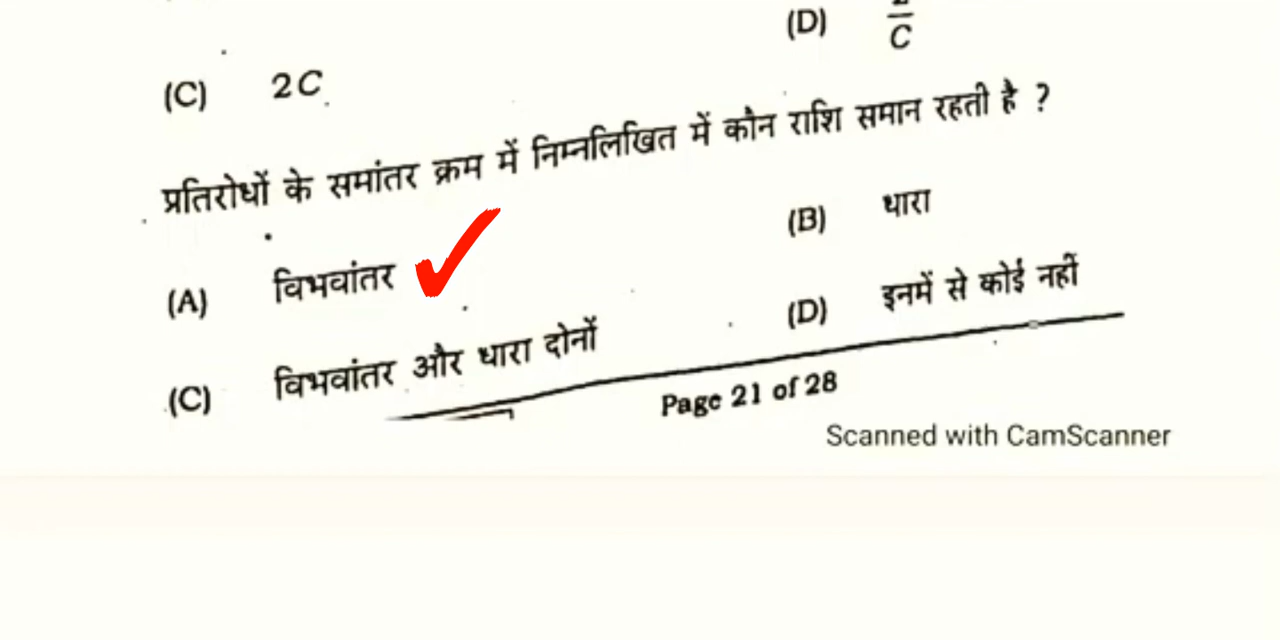 (D) C
(C) 2C
प्रतिरोधों के समांतर क्रम में निम्नलिखित में कौन राशि समान रहती है ?
(A) विभवांतर (B) धारा
(C) विभवांतर और धारा दोनों (D) इनमें से कोई नहीं
Page 21 of 28
Scanned with CamScanner